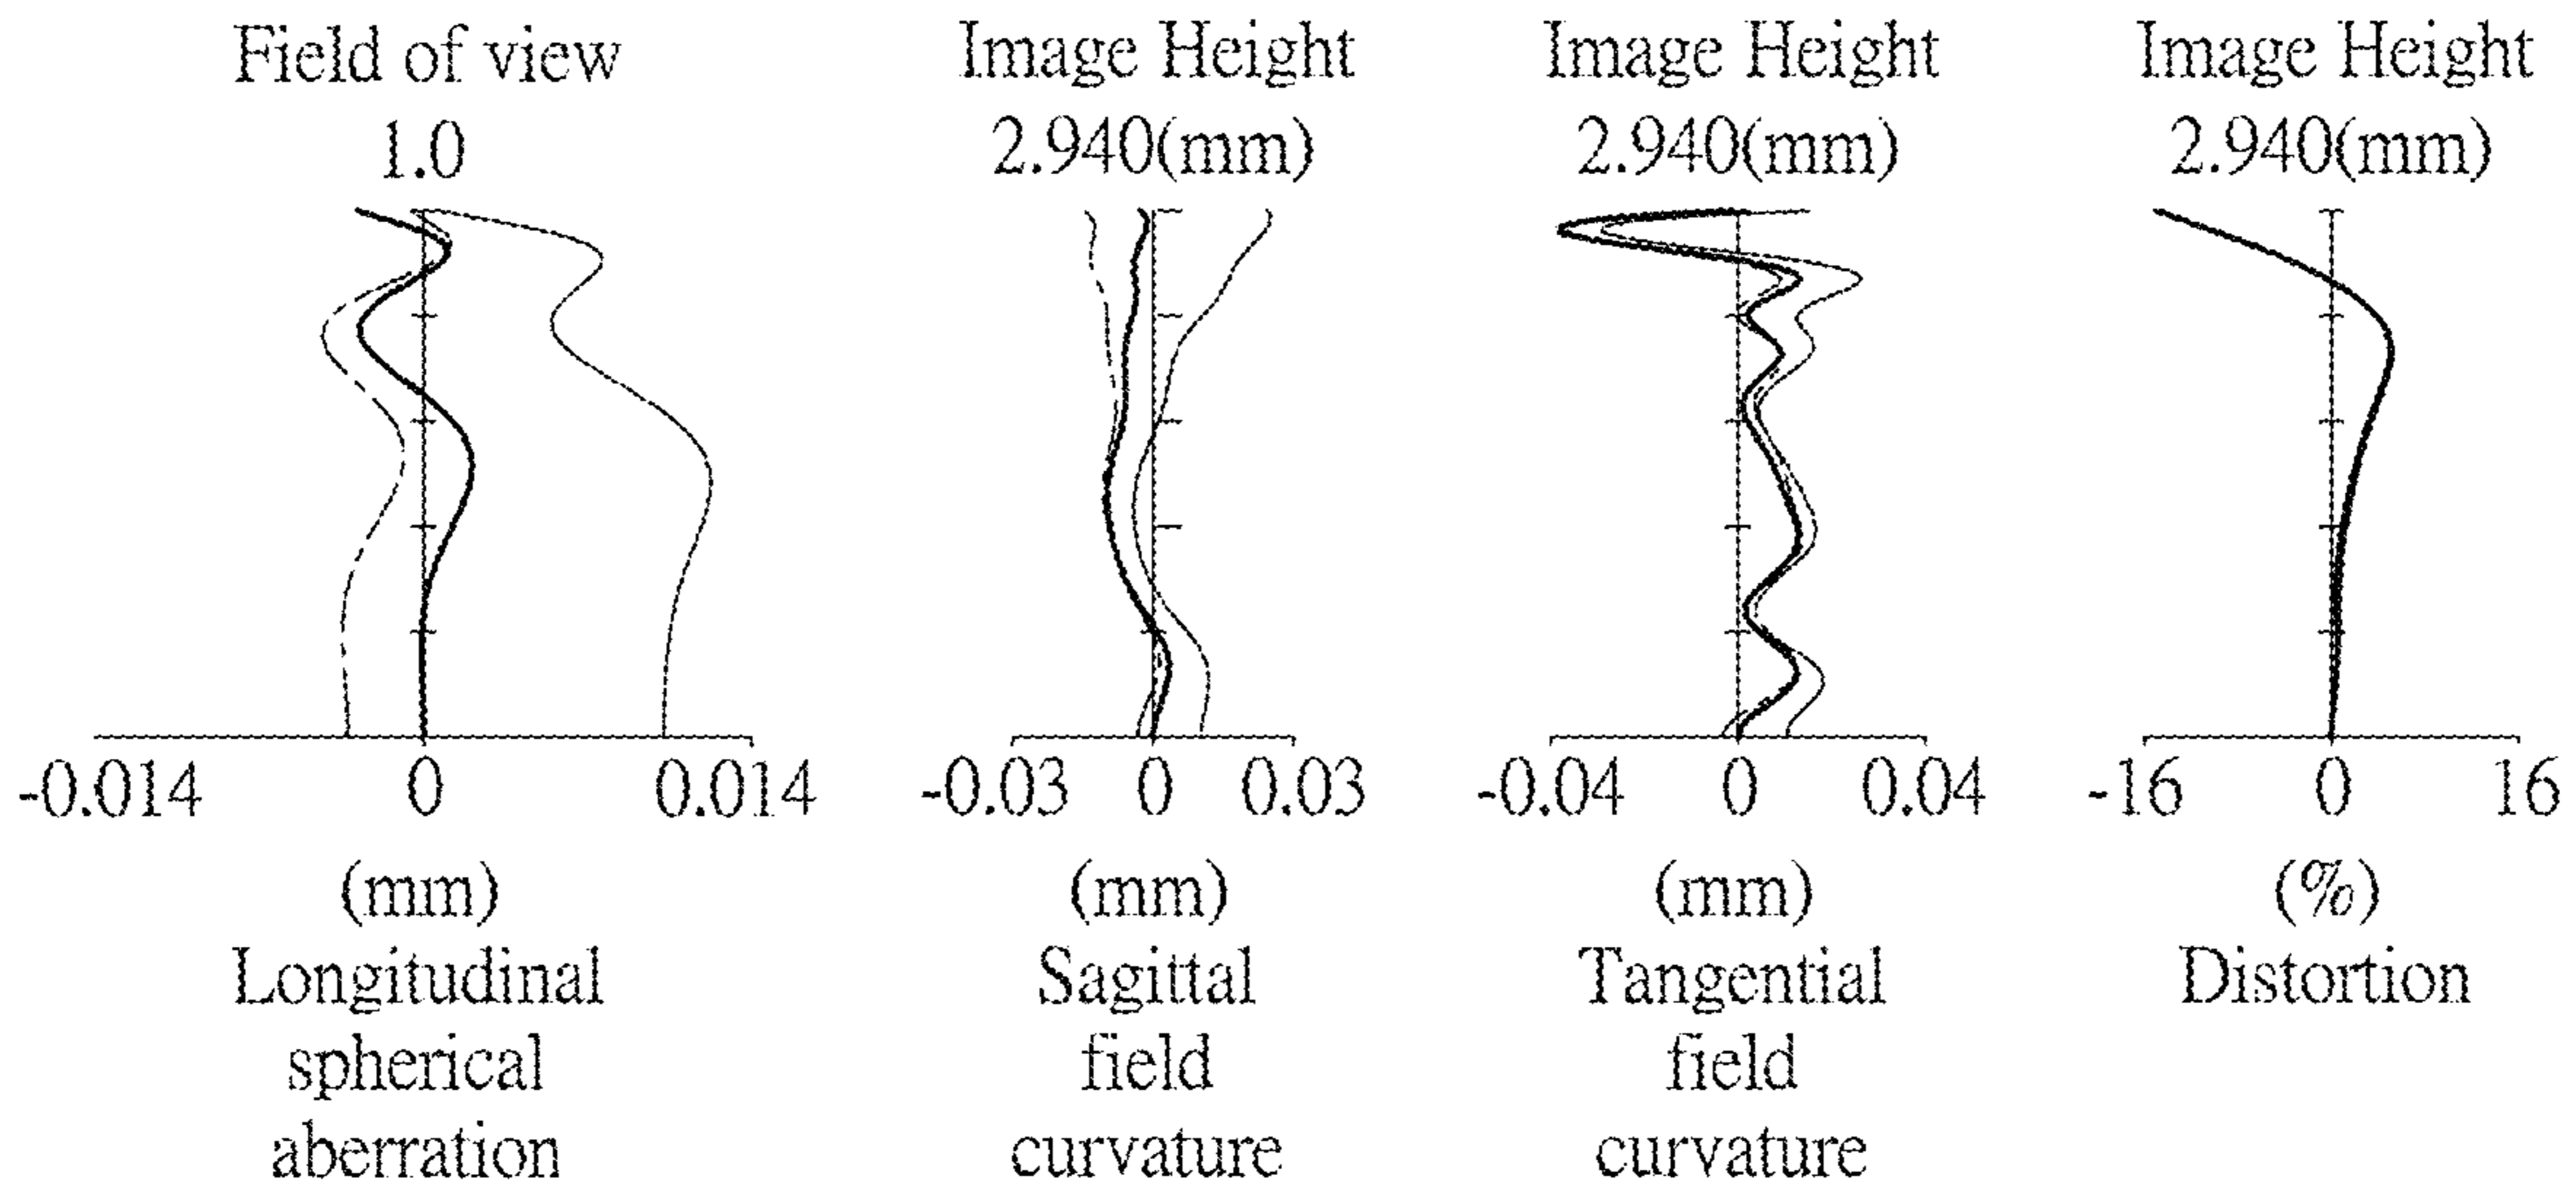 Field of view
1.0
-0.014 0 0.014
(mm)
Longitudinal
spherical
aberration
Image Height
2.940(mm)
-0.03 0 0.03
(mm)
Sagittal
field
curvature
Image Height
2.940(mm)
-0.04 0 0.04
(mm)
Tangential
field
curvature
Image Height
2.940(mm)
-16 0 16
(%)
Distortion